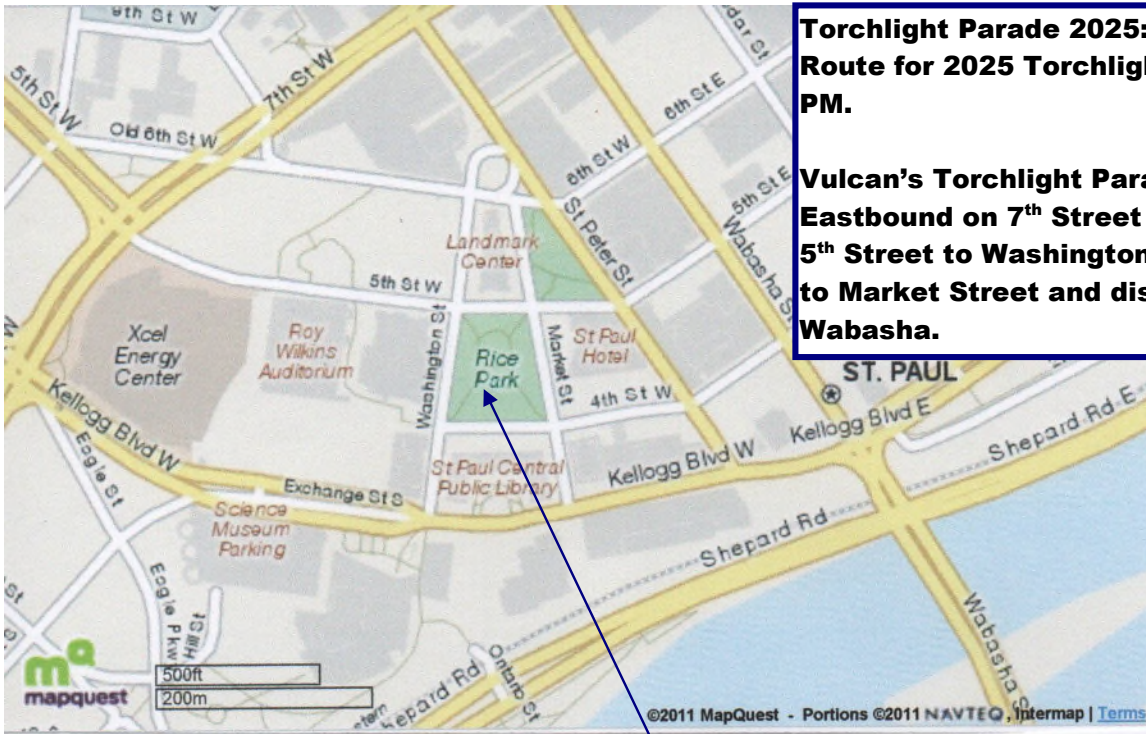 9th St W
5th St W
7th St W
Old 6th St W
6th St E
6th St W
5th St E
St Peter St
Wabasha St
Landmark
Center
5th St W
Washington St
Market St
Xcel
Energy
Center
Roy
Wilkins
Auditorium
Rice
Park
St Paul
Hotel
4th St W
Kellogg Blvd W
Eagle St
Exchange St S
St Paul Central
Public Library
Kellogg Blvd W
Kellogg Blvd E
ST. PAUL
Science
Museum
Parking
Shepard Rd
Shepard Rd E
Eagle Pkwy
Hill St
Ontario St
Shepard Rd
Wabasha S
mapquest
500ft
200m
©2011 MapQuest - Portions ©2011 NAVTEQ, Intermap | Terms
Torchlight Parade 2025:
Route for 2025 Torchlig
PM.
Vulcan's Torchlight Par
Eastbound on 7th Street
5th Street to Washington
to Market Street and dis
Wabasha.